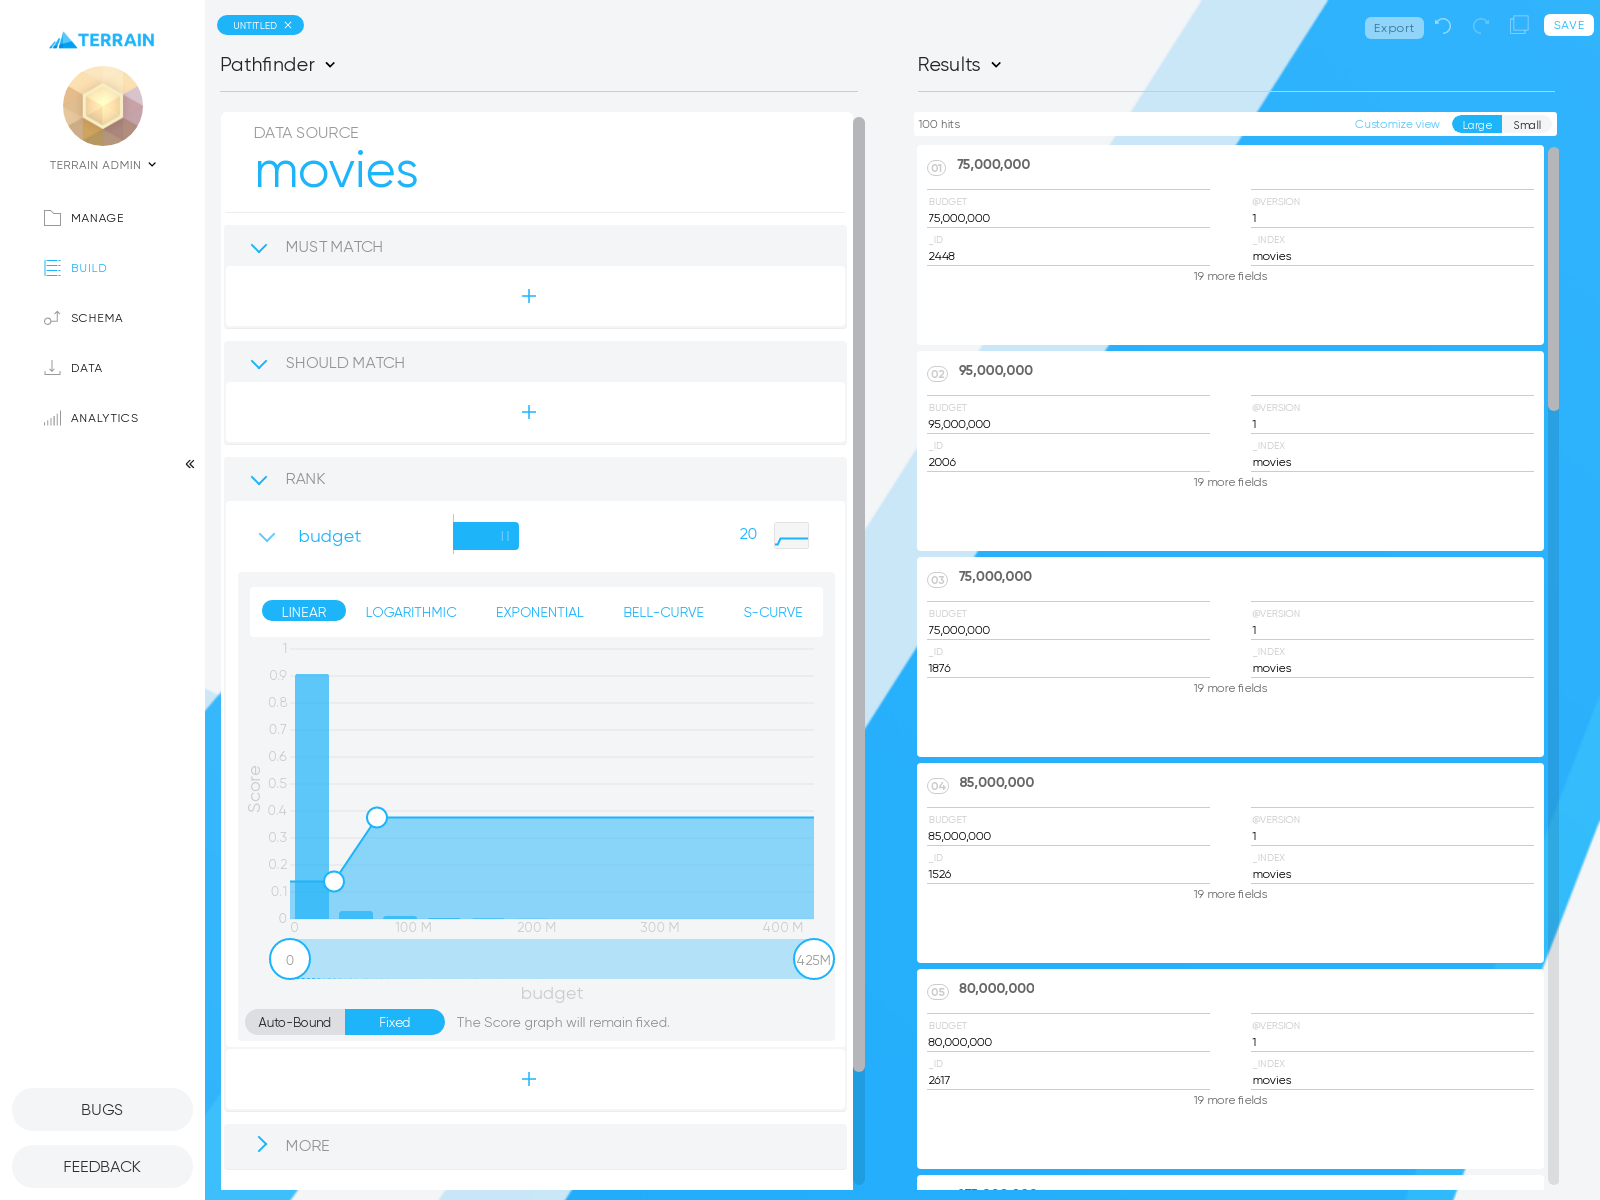 TERRAIN
TERRAIN ADMIN
MANAGE
BUILD
SCHEMA
DATA
ANALYTICS
«
BUGS
FEEDBACK
UNTITLED ×
Pathfinder
DATA SOURCE
movies
MUST MATCH
+
SHOULD MATCH
+
RANK
budget 20
LINEAR LOGARITHMIC EXPONENTIAL BELL-CURVE S-CURVE
1
0.9
0.8
0.7
0.6
0.5
0.4
0.3
0.2
0.1
0
Score
0 100 M 200 M 300 M 400 M
0 425M
budget
Auto-Bound Fixed The Score graph will remain fixed.
+
MORE
Export SAVE
Results
100 hits Customize view Large Small
01 75,000,000
BUDGET @VERSION
75,000,000 1
_ID _INDEX
2448 movies
19 more fields
02 95,000,000
BUDGET @VERSION
95,000,000 1
_ID _INDEX
2006 movies
19 more fields
03 75,000,000
BUDGET @VERSION
75,000,000 1
_ID _INDEX
1876 movies
19 more fields
04 85,000,000
BUDGET @VERSION
85,000,000 1
_ID _INDEX
1526 movies
19 more fields
05 80,000,000
BUDGET @VERSION
80,000,000 1
_ID _INDEX
2617 movies
19 more fields